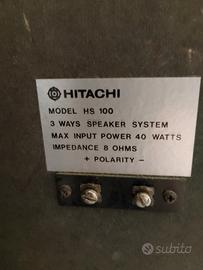 HITACHI
MODEL HS 100
3 WAYS SPEAKER SYSTEM
MAX INPUT POWER 40 WATTS
IMPEDANCE 8 OHMS
+ POLARITY -
subito